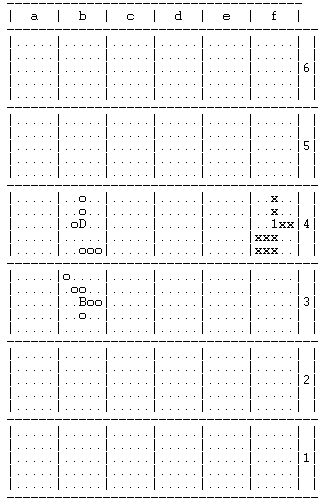 -------------------------------------
|  a  |  b  |  c  |  d  |  e  |  f  | |
---------------------------------------
|.....|.....|.....|.....|.....|.....| |
|.....|.....|.....|.....|.....|.....| |
|.....|.....|.....|.....|.....|.....|6|
|.....|.....|.....|.....|.....|.....| |
|.....|.....|.....|.....|.....|.....| |
---------------------------------------
|.....|.....|.....|.....|.....|.....| |
|.....|.....|.....|.....|.....|.....| |
|.....|.....|.....|.....|.....|.....|5|
|.....|.....|.....|.....|.....|.....| |
|.....|.....|.....|.....|.....|.....| |
---------------------------------------
|.....|..o..|.....|.....|.....|..x..| |
|.....|..o..|.....|.....|.....|..x..| |
|.....|.oD..|.....|.....|.....|..1xx|4|
|.....|.....|.....|.....|.....|xxx..| |
|.....|..ooo|.....|.....|.....|xxx..| |
---------------------------------------
|.....|o....|.....|.....|.....|.....| |
|.....|.oo..|.....|.....|.....|.....| |
|.....|..Boo|.....|.....|.....|.....|3|
|.....|..o..|.....|.....|.....|.....| |
|.....|.....|.....|.....|.....|.....| |
---------------------------------------
|.....|.....|.....|.....|.....|.....| |
|.....|.....|.....|.....|.....|.....| |
|.....|.....|.....|.....|.....|.....|2|
|.....|.....|.....|.....|.....|.....| |
|.....|.....|.....|.....|.....|.....| |
---------------------------------------
|.....|.....|.....|.....|.....|.....| |
|.....|.....|.....|.....|.....|.....| |
|.....|.....|.....|.....|.....|.....|1|
|.....|.....|.....|.....|.....|.....| |
|.....|.....|.....|.....|.....|.....| |
---------------------------------------